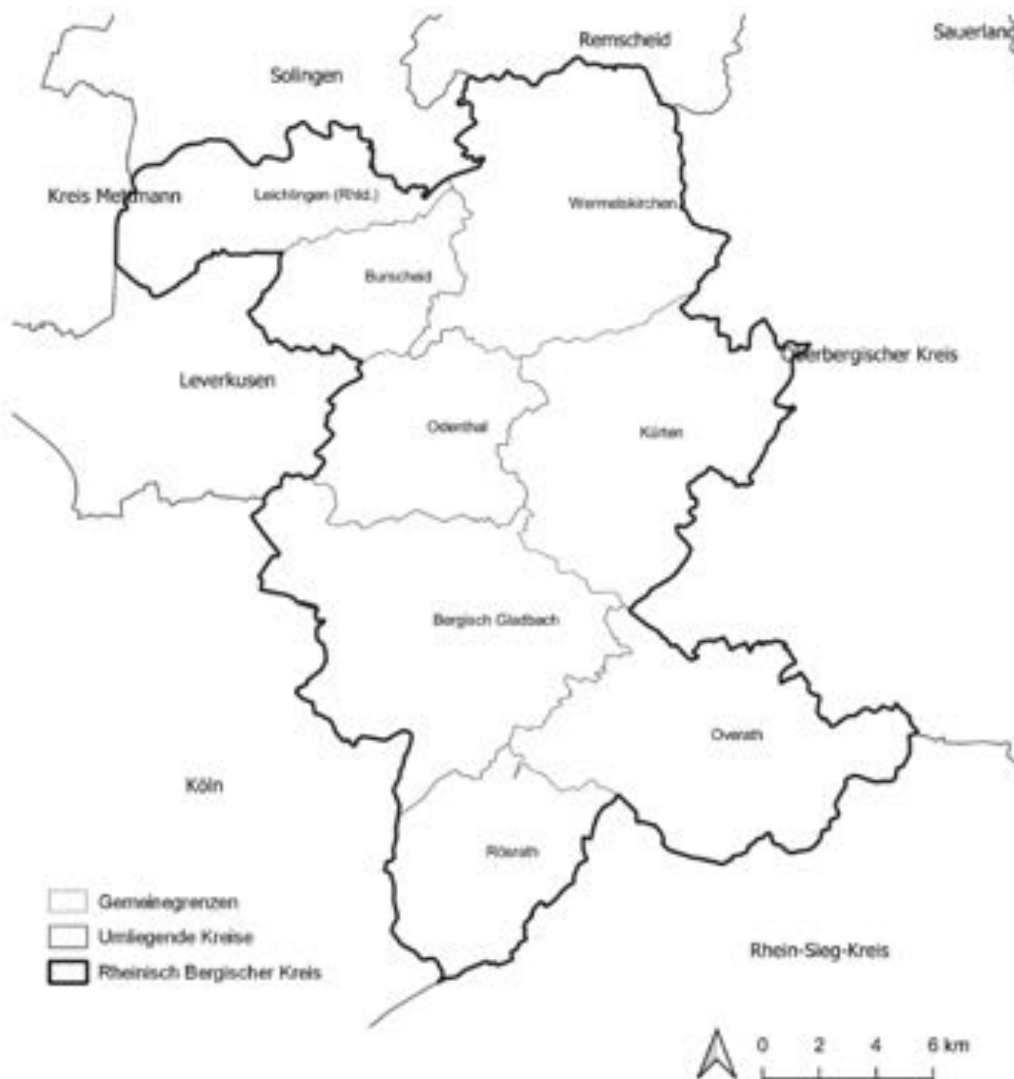 Remscheid
Sauerland
Solingen
Kreis Mettmann
Leichlingen (Rhld.)
Wermelskirchen
Burscheid
Oberbergischer Kreis
Leverkusen
Odenthal
Kürten
Bergisch Gladbach
Overath
Köln
Rösrath
Gemeinegrenzen
Umliegende Kreise
Rheinisch Bergischer Kreis
Rhein-Sieg-Kreis
0 2 4 6 km